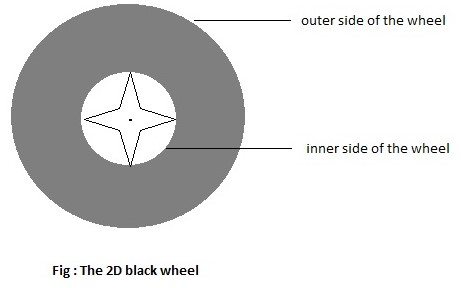 outer side of the wheel
inner side of the wheel
Fig : The 2D black wheel